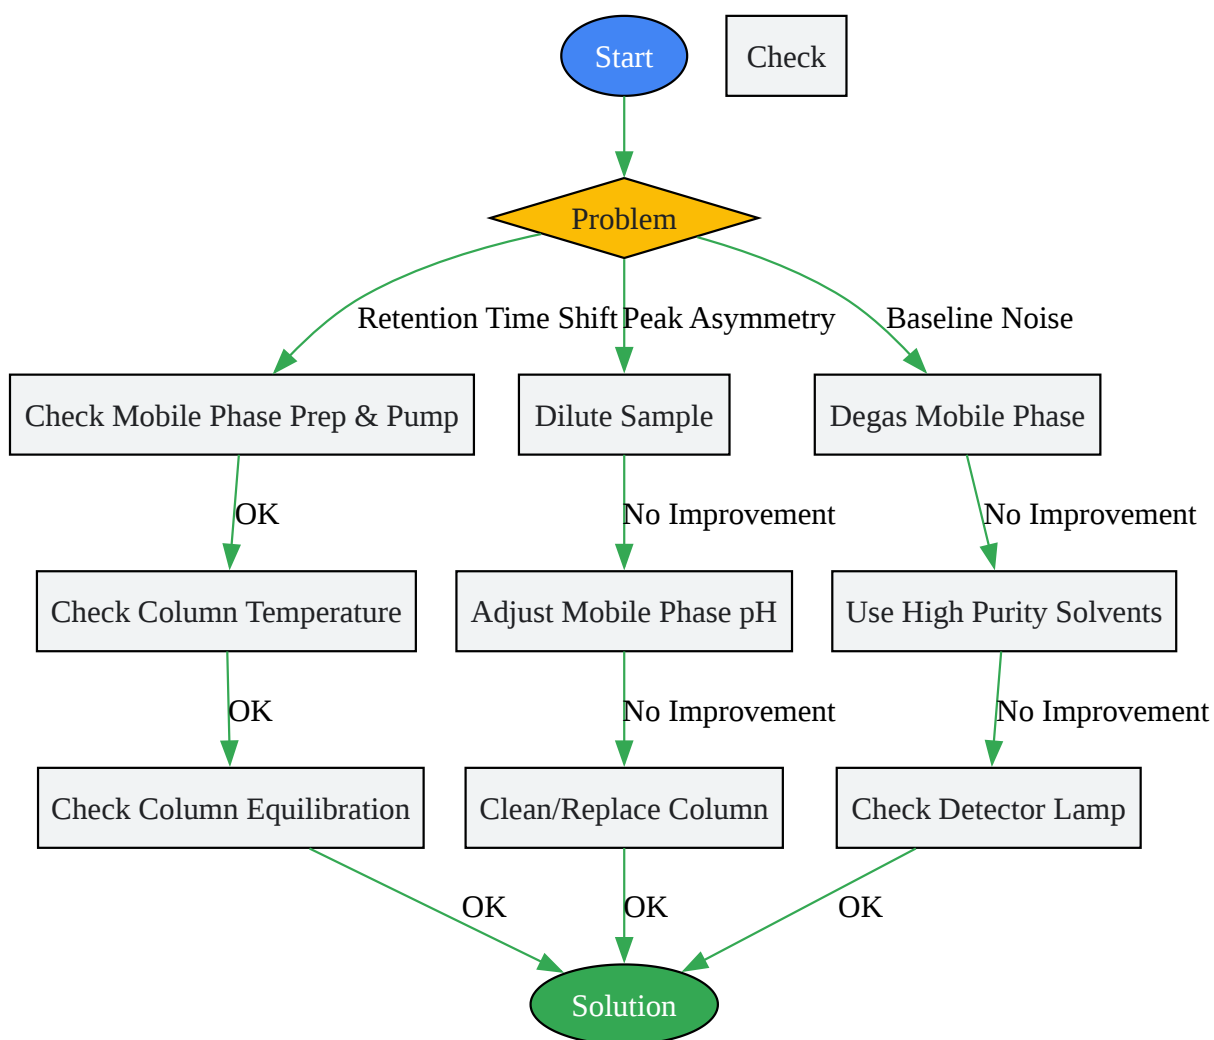 Start
Check
Problem
Retention Time Shift
Peak Asymmetry
Baseline Noise
Check Mobile Phase Prep & Pump
Dilute Sample
Degas Mobile Phase
OK
No Improvement
No Improvement
Check Column Temperature
Adjust Mobile Phase pH
Use High Purity Solvents
OK
No Improvement
No Improvement
Check Column Equilibration
Clean/Replace Column
Check Detector Lamp
OK
OK
OK
Solution